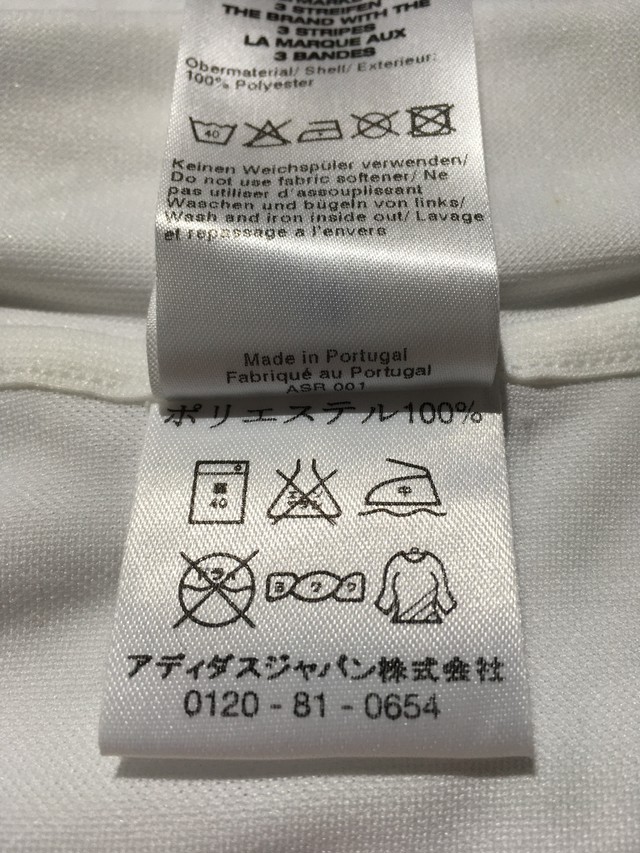 3 STREIFEN
THE BRAND WITH THE
3 STRIPES
LA MARQUE AUX
3 BANDES
Obermaterial/ Shell/ Exterieur:
100% Polyester
40
Keinen Weichspüler verwenden/
Do not use fabric softener/ Ne
pas utiliser d'assouplissant
Waschen und bügeln von links/
Wash and iron inside out/ Lavage
et repassage a l'envers
Made in Portugal
Fabriqué au Portugal
ASR 001
ポリエステル100%
40
中
ヨワク
アディダスジャパン株式会社
0120 - 81 - 0654